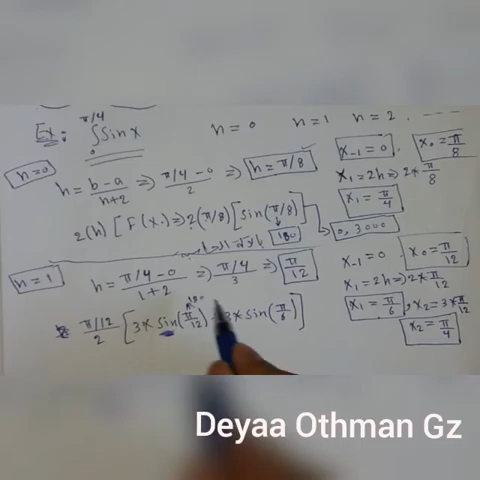 Ex: ∫₀^(π/4) Sin x    n = 0    n = 1    n = 2 . -----
n=0
h = b-a / n+2 => π/4 - 0 / 2 => h = π/8
2(h) [ F(x.) => 2(π/8) [ Sin(π/8) ]
180
0, 3000
x-1 = 0 . x0 = π/8
x1 = 2h => 2* π/8
x1 = π/4
n = 1
h = π/4 - 0 / 1+2 => π/4 / 3 => π/12
180
π/12 / 2 [ 3* sin(π/12) 3* sin(π/6) ]
x-1 = 0 x0 = π/12
x1 = 2h => 2* π/12
x1 = π/6 , x2 = 3* π/12
x2 = π/4
Deyaa Othman Gz